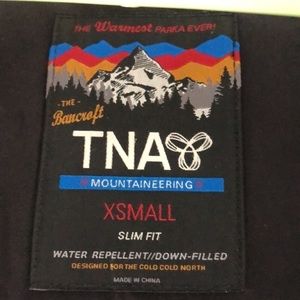 THE Warmest PARKA EVER!
- THE -
Bancroft
TNA
MOUNTAINEERING
XSMALL
SLIM FIT
WATER REPELLENT//DOWN-FILLED
DESIGNED FOR THE COLD COLD NORTH
MADE IN CHINA